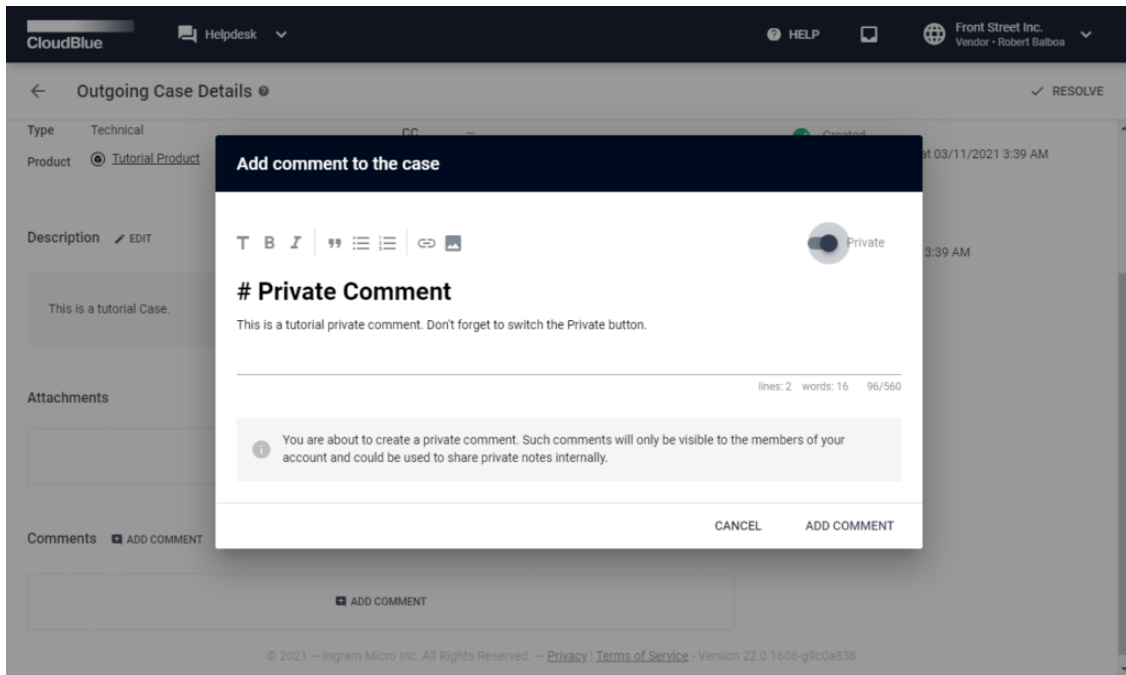 CloudBlue
Helpdesk
HELP
Front Street Inc.
Vendor • Robert Balboa
Outgoing Case Details
RESOLVE
Type Technical
CC —
Created
Product Tutorial Product
at 03/11/2021 3:39 AM
Add comment to the case
Description EDIT
T B I
Private
3:39 AM
# Private Comment
This is a tutorial Case.
This is a tutorial private comment. Don't forget to switch the Private button.
lines: 2 words: 16 96/560
Attachments
You are about to create a private comment. Such comments will only be visible to the members of your
account and could be used to share private notes internally.
CANCEL ADD COMMENT
Comments ADD COMMENT
ADD COMMENT
© 2021 — Ingram Micro Inc. All Rights Reserved. — Privacy | Terms of Service - Version 22.0.1606-g9c0a838